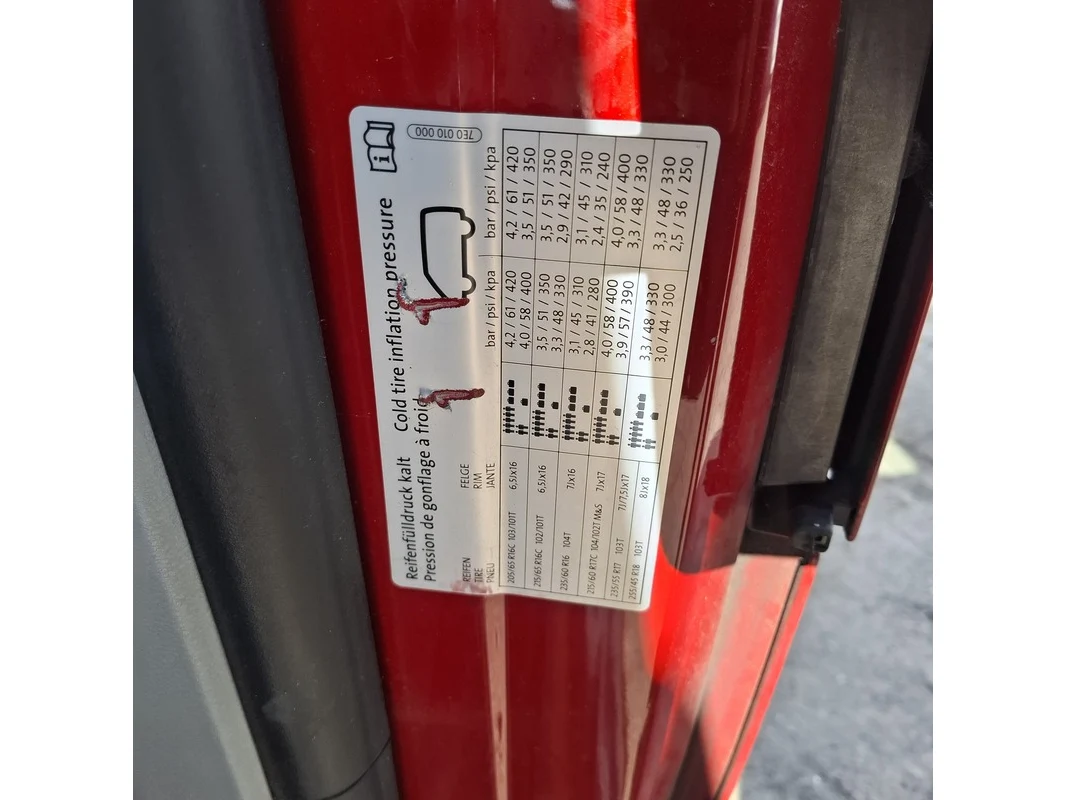 7E0 010 000
Reifenfülldruck kalt Cold tire inflation pressure
Pression de gonflage à froid
REIFEN FELGE
TIRE RIM
PNEU JANTE bar / psi / kpa bar / psi / kpa
205/65 R16C 103/101T 6,5Jx16 4,2 / 61 / 420 4,2 / 61 / 420
4,0 / 58 / 400 3,5 / 51 / 350
215/65 R16C 102/101T 6,5Jx16 3,5 / 51 / 350 3,5 / 51 / 350
3,3 / 48 / 330 2,9 / 42 / 290
235/60 R16 104T 7Jx16 3,1 / 45 / 310 3,1 / 45 / 310
2,8 / 41 / 280 2,4 / 35 / 240
215/60 R17C 104/102T M&S 7Jx17 4,0 / 58 / 400 4,0 / 58 / 400
3,9 / 57 / 390 3,3 / 48 / 330
235/55 R17 103T 7J/7,5Jx17 3,3 / 48 / 330 3,3 / 48 / 330
255/45 R18 103T 8Jx18 3,0 / 44 / 300 2,5 / 36 / 250